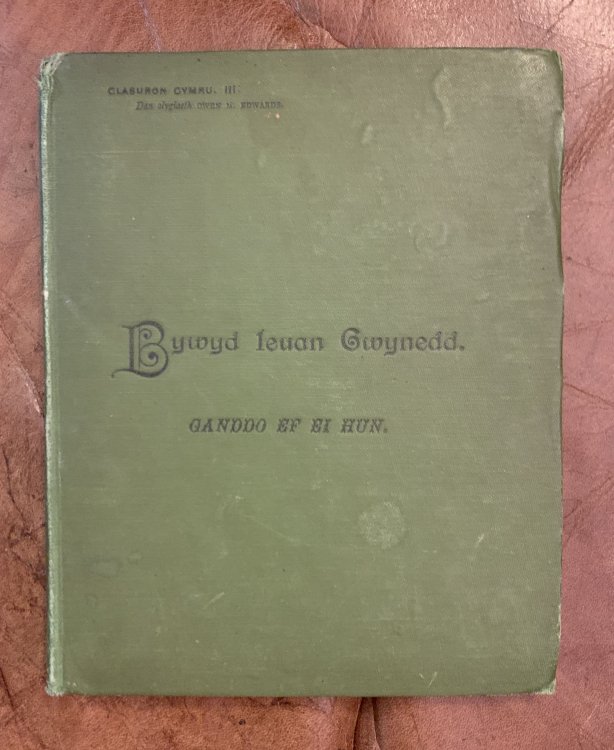 CLASURON CYMRU. III.
Dan olygiaeth OWEN M. EDWARDS.
Bywyd Ieuan Gwynedd.
GANDDO EF EI HUN.